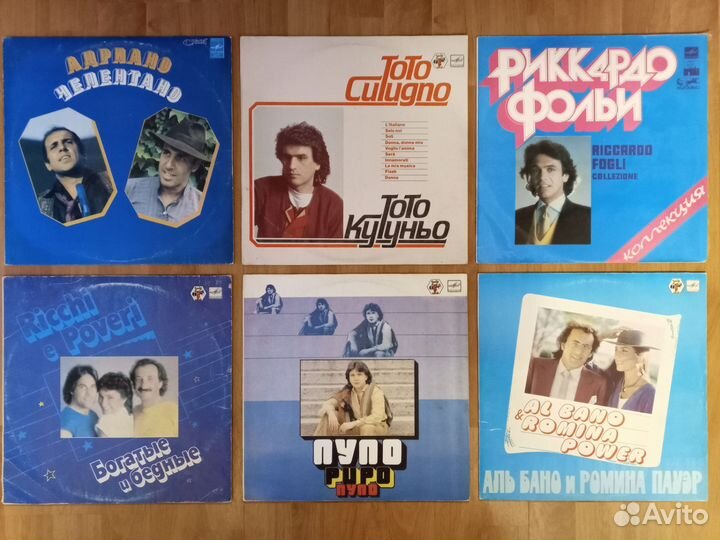 АДРИАНО
ЧЕЛЕНТАНО
ToTo
Cutugno
L'italiano
Solo noi
Soli
Donna, donna mia
Voglio l'anima
Sarà
Innamorati
La mia musica
Flash
Donna
ТоТо
Кутуньо
РИККАРДО
ФОЛЬИ
RICCARDO
FOGLI
COLLEZIONE
КОЛЛЕКЦИЯ
Ricchi
e Poveri
Богатые
и бедные
ПУПО
PUPO
ПУПО
AL BANO
& ROMINA
POWER
АЛЬ БАНО и РОМИНА ПАУЭР
Avito